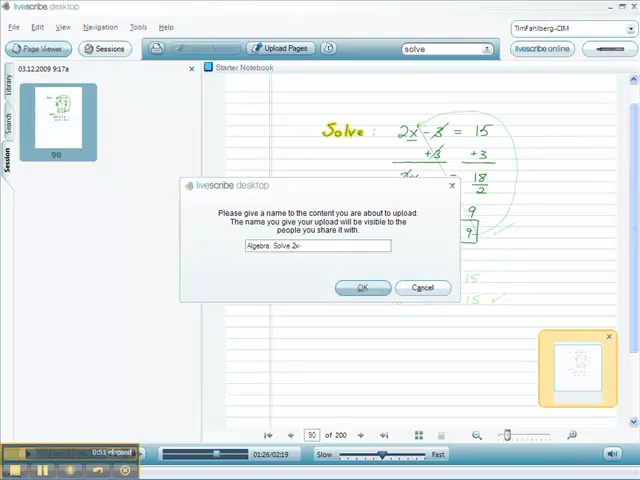 livescribe desktop
File Edit View Navigation Tools Help
TimFahlberg-CIM
Page Viewer Sessions Upload Pages solve livescribe online
Library
Search
Session
03.12.2009 9:17a
90
Starter Notebook
Solve: 2x - 3 = 15
+3 +3
18
2
9
9
15
15 ✓
livescribe desktop
Please give a name to the content you are about to upload.
The name you give your upload will be visible to the
people you share it with.
Algebra: Solve 2x-
OK Cancel
90 of 200
0:51 elapsed
01:26/02:19 Slow Fast